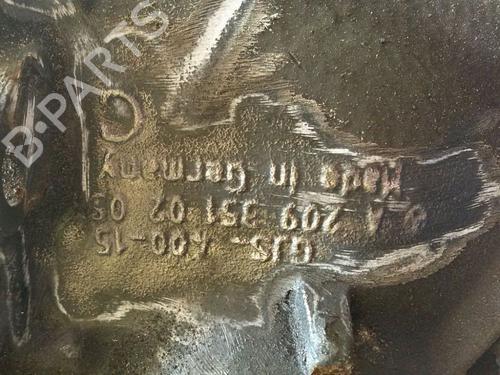 GJS-400-15
A 209 351 02 05
Made in Germany
B-PARTS